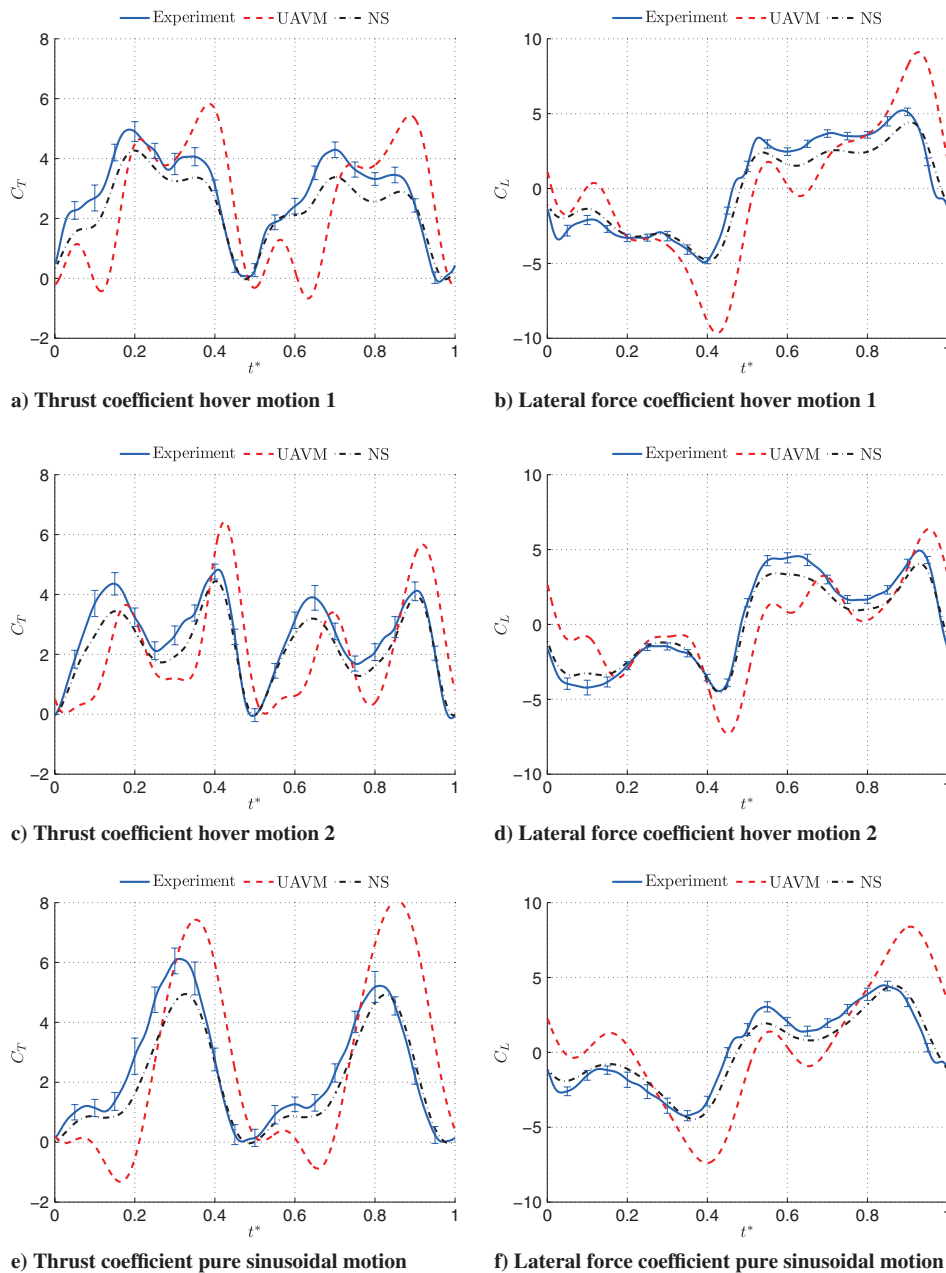 Experiment UAVM NS
8
6
4
2
0
−2
C_T
0 0.2 0.4 0.6 0.8 1
t*
a) Thrust coefficient hover motion 1
Experiment UAVM NS
10
5
0
−5
−10
C_L
0 0.2 0.4 0.6 0.8 1
t*
b) Lateral force coefficient hover motion 1
Experiment UAVM NS
8
6
4
2
0
−2
C_T
0 0.2 0.4 0.6 0.8 1
t*
c) Thrust coefficient hover motion 2
Experiment UAVM NS
10
5
0
−5
−10
C_L
0 0.2 0.4 0.6 0.8 1
t*
d) Lateral force coefficient hover motion 2
Experiment UAVM NS
8
6
4
2
0
−2
C_T
0 0.2 0.4 0.6 0.8 1
t*
e) Thrust coefficient pure sinusoidal motion
Experiment UAVM NS
10
5
0
−5
−10
C_L
0 0.2 0.4 0.6 0.8 1
t*
f) Lateral force coefficient pure sinusoidal motion